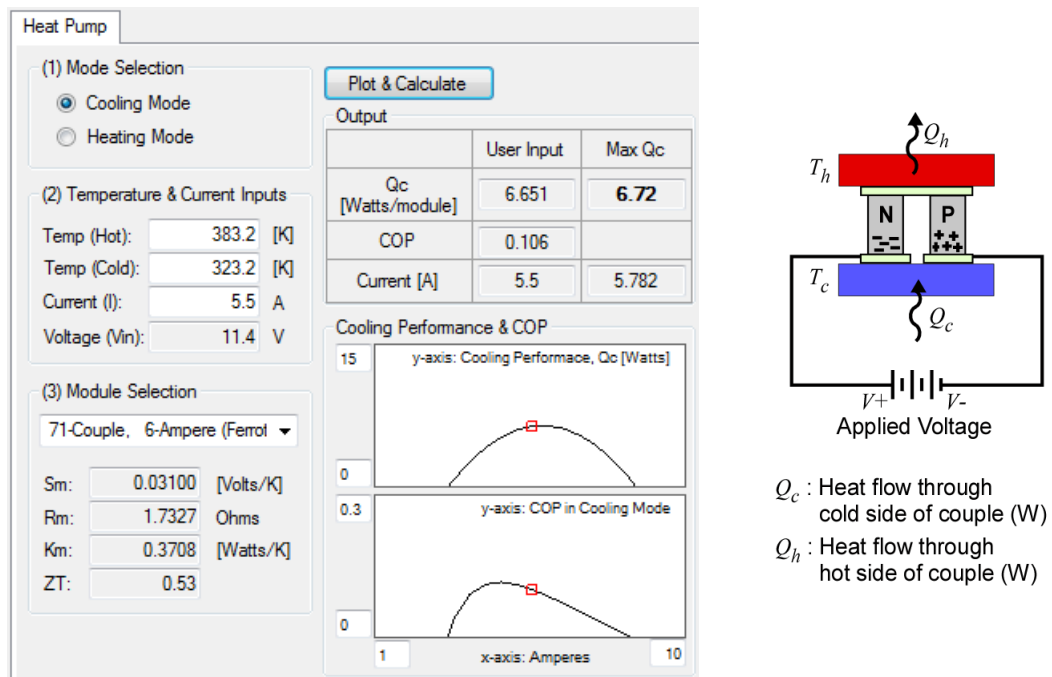 Heat Pump
(1) Mode Selection
Cooling Mode
Heating Mode
(2) Temperature & Current Inputs
Temp (Hot): 383.2 [K]
Temp (Cold): 323.2 [K]
Current (I): 5.5 A
Voltage (Vin): 11.4 V
(3) Module Selection
71-Couple, 6-Ampere (Ferrot
Sm: 0.03100 [Volts/K]
Rm: 1.7327 Ohms
Km: 0.3708 [Watts/K]
ZT: 0.53
Plot & Calculate
Output
User Input Max Qc
Qc
[Watts/module] 6.651 6.72
COP 0.106
Current [A] 5.5 5.782
Cooling Performance & COP
15 y-axis: Cooling Performace, Qc [Watts]
0
0.3 y-axis: COP in Cooling Mode
0
1 x-axis: Amperes 10
Qh
Th
N P
Tc
Qc
V+ V-
Applied Voltage
Qc : Heat flow through
cold side of couple (W)
Qh : Heat flow through
hot side of couple (W)